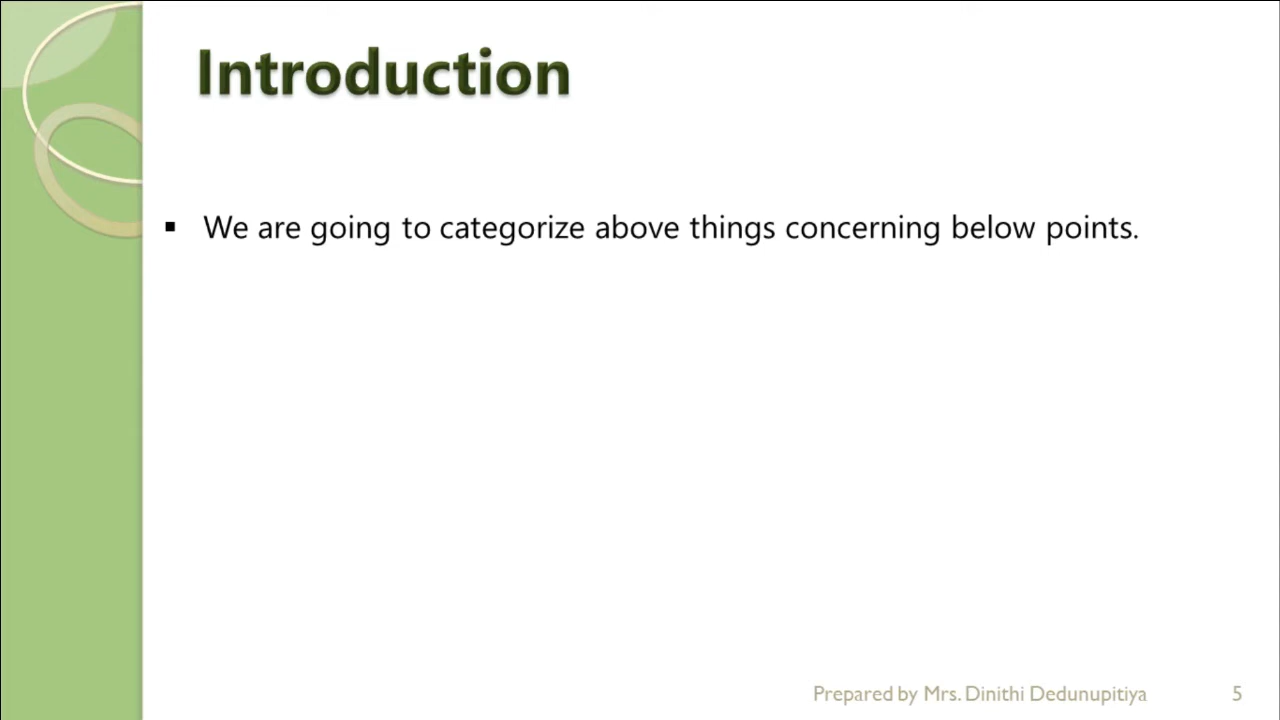 Introduction
▪ We are going to categorize above things concerning below points.
Prepared by Mrs. Dinithi Dedunupitiya 5